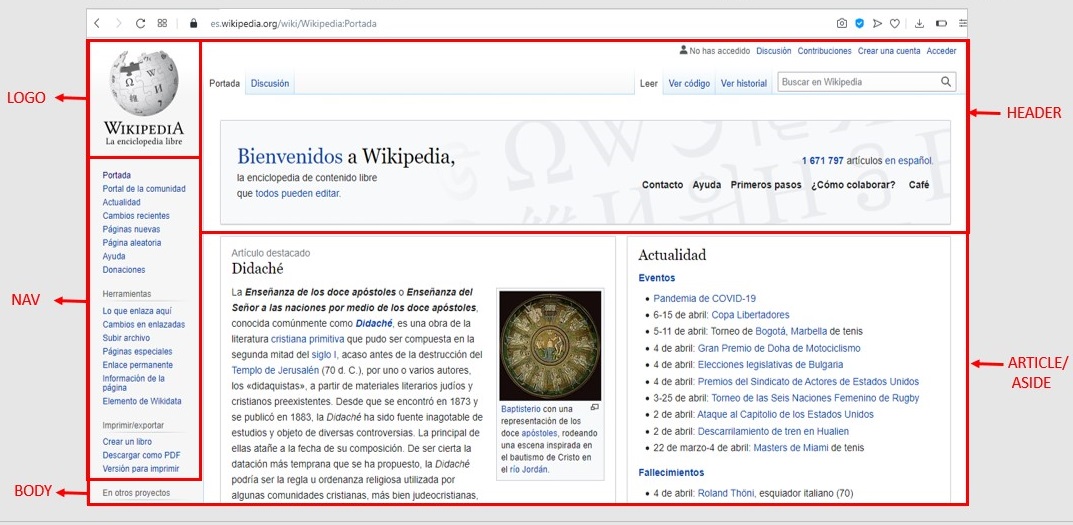 es.wikipedia.org/wiki/Wikipedia:Portada
LOGO
WIKIPEDIA
La enciclopedia libre
No has accedido Discusión Contribuciones Crear una cuenta Acceder
Portada Discusión Leer Ver código Ver historial Buscar en Wikipedia
HEADER
Bienvenidos a Wikipedia,
la enciclopedia de contenido libre
que todos pueden editar.
1 671 797 artículos en español.
Contacto Ayuda Primeros pasos ¿Cómo colaborar? Café
NAV
Portada
Portal de la comunidad
Actualidad
Cambios recientes
Páginas nuevas
Página aleatoria
Ayuda
Donaciones
Herramientas
Lo que enlaza aquí
Cambios en enlazadas
Subir archivo
Páginas especiales
Enlace permanente
Información de la
página
Elemento de Wikidata
Imprimir/exportar
Crear un libro
Descargar como PDF
Versión para imprimir
BODY
En otros proyectos
Artículo destacado
Didaché
La Enseñanza de los doce apóstoles o Enseñanza del
Señor a las naciones por medio de los doce apóstoles,
conocida comúnmente como Didaché, es una obra de la
literatura cristiana primitiva que pudo ser compuesta en la
segunda mitad del siglo I, acaso antes de la destrucción del
Templo de Jerusalén (70 d. C.), por uno o varios autores,
los «didaquistas», a partir de materiales literarios judíos y
cristianos preexistentes. Desde que se encontró en 1873 y
se publicó en 1883, la Didaché ha sido fuente inagotable de
estudios y objeto de diversas controversias. La principal de
ellas atañe a la fecha de su composición. De ser cierta la
datación más temprana que se ha propuesto, la Didaché
podría ser la regla u ordenanza religiosa utilizada por
algunas comunidades cristianas, más bien judeocristianas,
Baptisterio con una
representación de los
doce apóstoles, rodeando
una escena inspirada en
el bautismo de Cristo en
el río Jordán.
Actualidad
Eventos
Pandemia de COVID-19
6-15 de abril: Copa Libertadores
5-11 de abril: Torneo de Bogotá, Marbella de tenis
4 de abril: Gran Premio de Doha de Motociclismo
4 de abril: Elecciones legislativas de Bulgaria
4 de abril: Premios del Sindicato de Actores de Estados Unidos
3-25 de abril: Torneo de las Seis Naciones Femenino de Rugby
2 de abril: Ataque al Capitolio de los Estados Unidos
2 de abril: Descarrilamiento de tren en Hualien
22 de marzo-4 de abril: Masters de Miami de tenis
Fallecimientos
4 de abril: Roland Thöni, esquiador italiano (70)
ARTICLE/
ASIDE